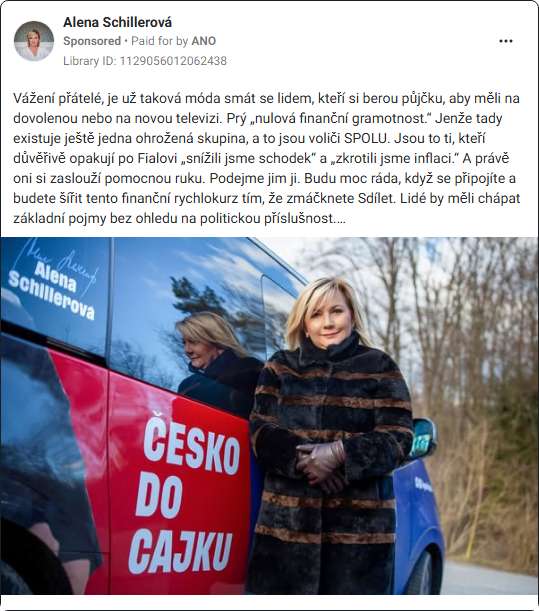 Alena Schillerová
Sponsored • Paid for by ANO
Library ID: 1129056012062438
Vážení přátelé, je už taková móda smát se lidem, kteří si berou půjčku, aby měli na
dovolenou nebo na novou televizi. Prý „nulová finanční gramotnost.“ Jenže tady
existuje ještě jedna ohrožená skupina, a to jsou voliči SPOLU. Jsou to ti, kteří
důvěřivě opakují po Fialovi „snížili jsme schodek“ a „zkrotili jsme inflaci.“ A právě
oni si zaslouží pomocnou ruku. Podejme jim ji. Budu moc ráda, když se připojíte a
budete šířit tento finanční rychlokurz tím, že zmáčknete Sdílet. Lidé by měli chápat
základní pojmy bez ohledu na politickou příslušnost....
Alena
Schillerová
ČESKO
DO
CAJKU